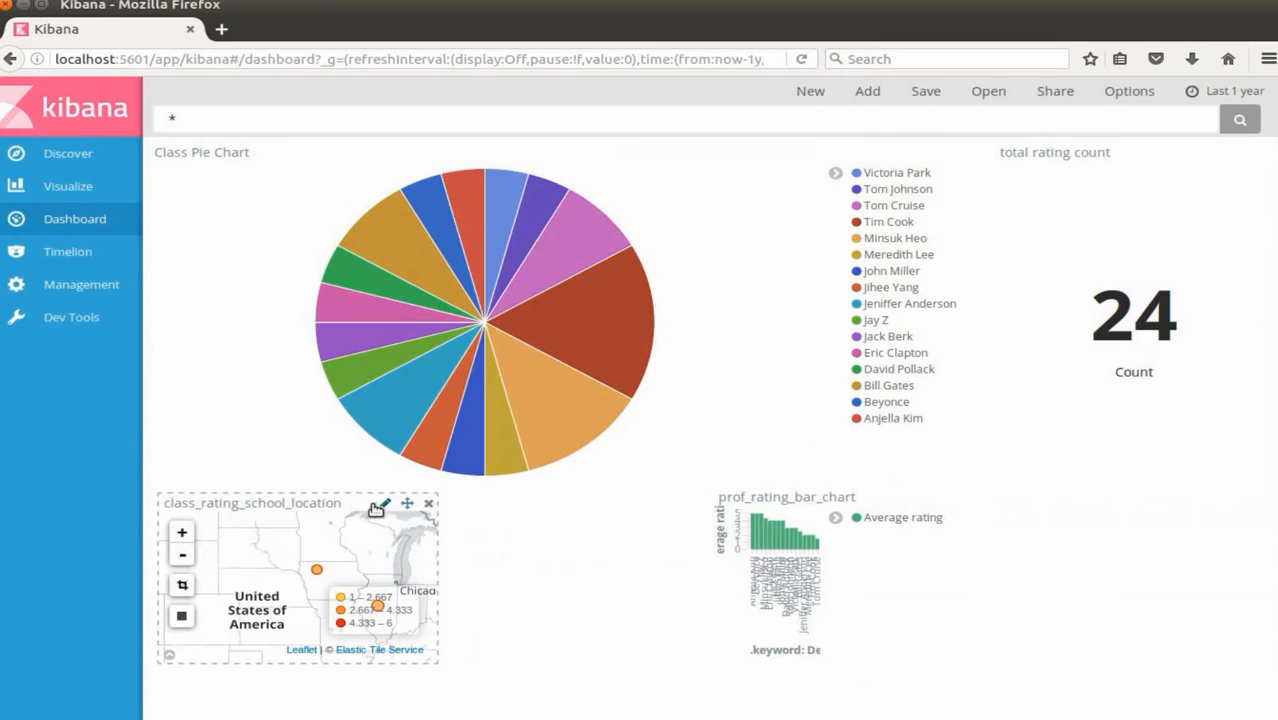 Kibana - Mozilla Firefox
Kibana
localhost:5601/app/kibana#/dashboard?_g=(refreshInterval:(display:Off,pause:!f,value:0),time:(from:now-1y,
Search
kibana
New Add Save Open Share Options Last 1 year
*
Discover
Visualize
Dashboard
Timelion
Management
Dev Tools
Class Pie Chart
Victoria Park
Tom Johnson
Tom Cruise
Tim Cook
Minsuk Heo
Meredith Lee
John Miller
Jihee Yang
Jeniffer Anderson
Jay Z
Jack Berk
Eric Clapton
David Pollack
Bill Gates
Beyonce
Anjella Kim
total rating count
24
Count
class_rating_school_location
+
-
United
States of
America
Chicag
1 – 2.667
2.667 – 4.333
4.333 – 6
Leaflet | © Elastic Tile Service
prof_rating_bar_chart
erage rati
Average rating
.keyword: De